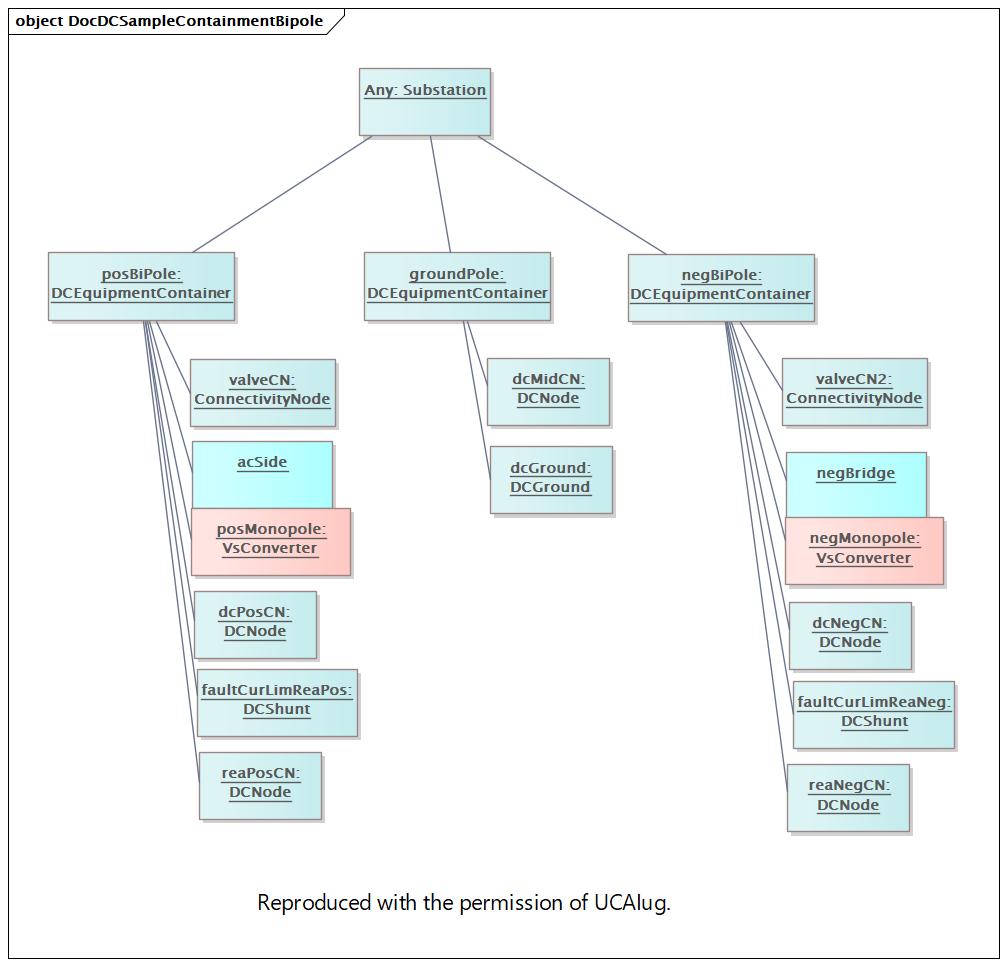 object DocDCSampleContainmentBipole
Any: Substation
posBiPole:
DCEquipmentContainer
groundPole:
DCEquipmentContainer
negBiPole:
DCEquipmentContainer
valveCN:
ConnectivityNode
acSide
posMonopole:
VsConverter
dcPosCN:
DCNode
faultCurLimReaPos:
DCShunt
reaPosCN:
DCNode
dcMidCN:
DCNode
dcGround:
DCGround
valveCN2:
ConnectivityNode
negBridge
negMonopole:
VsConverter
dcNegCN:
DCNode
faultCurLimReaNeg:
DCShunt
reaNegCN:
DCNode
Reproduced with the permission of UCAIug.